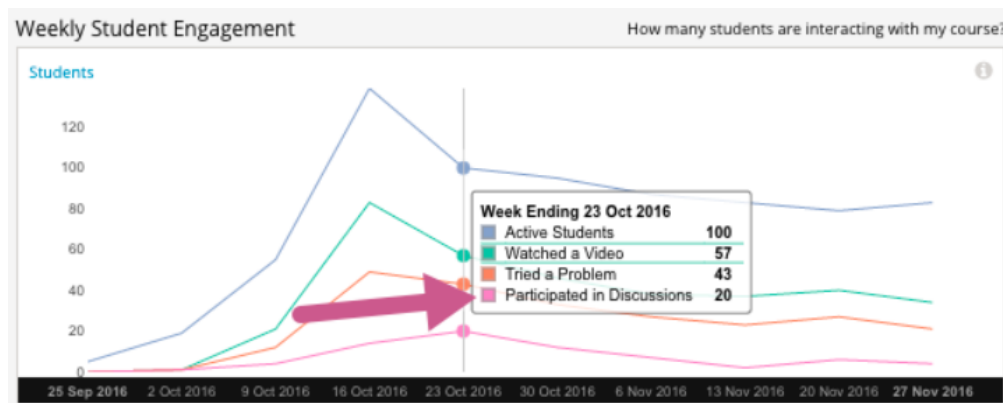 Weekly Student Engagement
How many students are interacting with my course?
Students
120
100
80
60
40
20
0
Week Ending 23 Oct 2016
Active Students 100
Watched a Video 57
Tried a Problem 43
Participated in Discussions 20
25 Sep 2016 2 Oct 2016 9 Oct 2016 16 Oct 2016 23 Oct 2016 30 Oct 2016 6 Nov 2016 13 Nov 2016 20 Nov 2016 27 Nov 2016